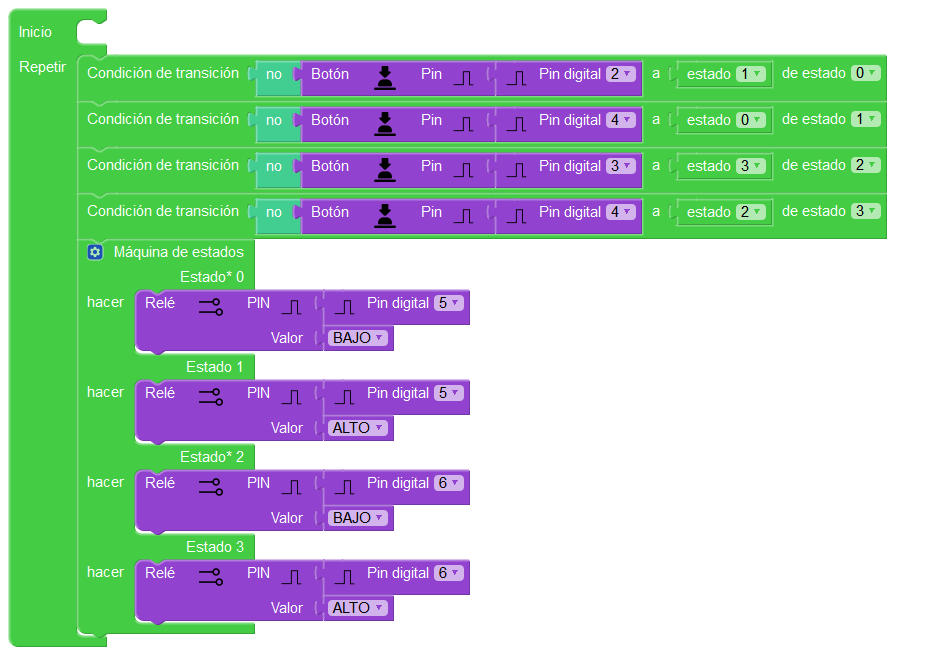 Inicio
Repetir
Condición de transición no Botón Pin Pin digital 2 a estado 1 de estado 0
Condición de transición no Botón Pin Pin digital 4 a estado 0 de estado 1
Condición de transición no Botón Pin Pin digital 3 a estado 3 de estado 2
Condición de transición no Botón Pin Pin digital 4 a estado 2 de estado 3
Máquina de estados
Estado* 0
hacer Relé PIN Pin digital 5
Valor BAJO
Estado 1
hacer Relé PIN Pin digital 5
Valor ALTO
Estado* 2
hacer Relé PIN Pin digital 6
Valor BAJO
Estado 3
hacer Relé PIN Pin digital 6
Valor ALTO